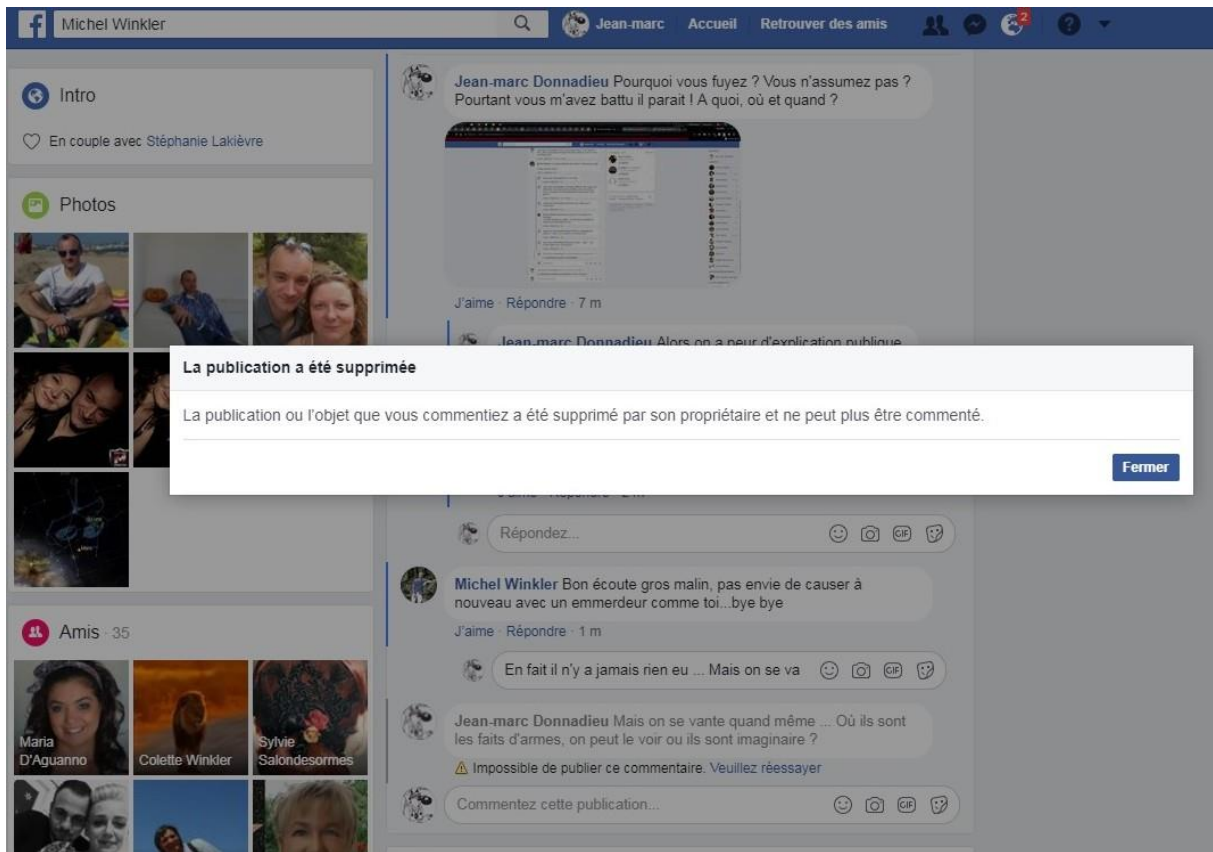 Michel Winkler
Jean-marc
Accueil
Retrouver des amis
2
Intro
En couple avec Stéphanie Lakièvre
Photos
Amis · 35
Maria
D'Aguanno
Colette Winkler
Sylvie
Salondesormes
Jean-marc Donnadieu Pourquoi vous fuyez ? Vous n'assumez pas ?
Pourtant vous m'avez battu il parait ! A quoi, où et quand ?
J'aime · Répondre · 7 m
Jean-marc Donnadieu Alors on a peur d'explication publique
La publication a été supprimée
La publication ou l'objet que vous commentiez a été supprimé par son propriétaire et ne peut plus être commenté.
Fermer
J'aime · Répondre · 2 m
Répondez...
GIF
Michel Winkler Bon écoute gros malin, pas envie de causer à
nouveau avec un emmerdeur comme toi...bye bye
J'aime · Répondre · 1 m
En fait il n'y a jamais rien eu ... Mais on se va
GIF
Jean-marc Donnadieu Mais on se vante quand même ... Où ils sont
les faits d'armes, on peut le voir ou ils sont imaginaire ?
Impossible de publier ce commentaire. Veuillez réessayer
Commentez cette publication...
GIF